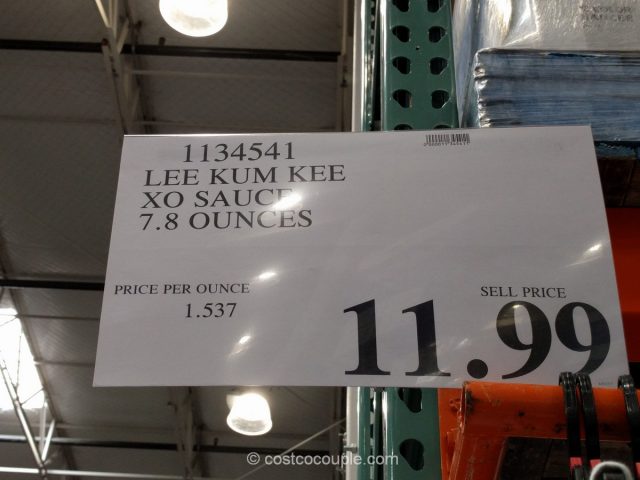 1134541
LEE KUM KEE
XO SAUCE
7.8 OUNCES
PRICE PER OUNCE
1.537
SELL PRICE
11.99
© costcocouple.com